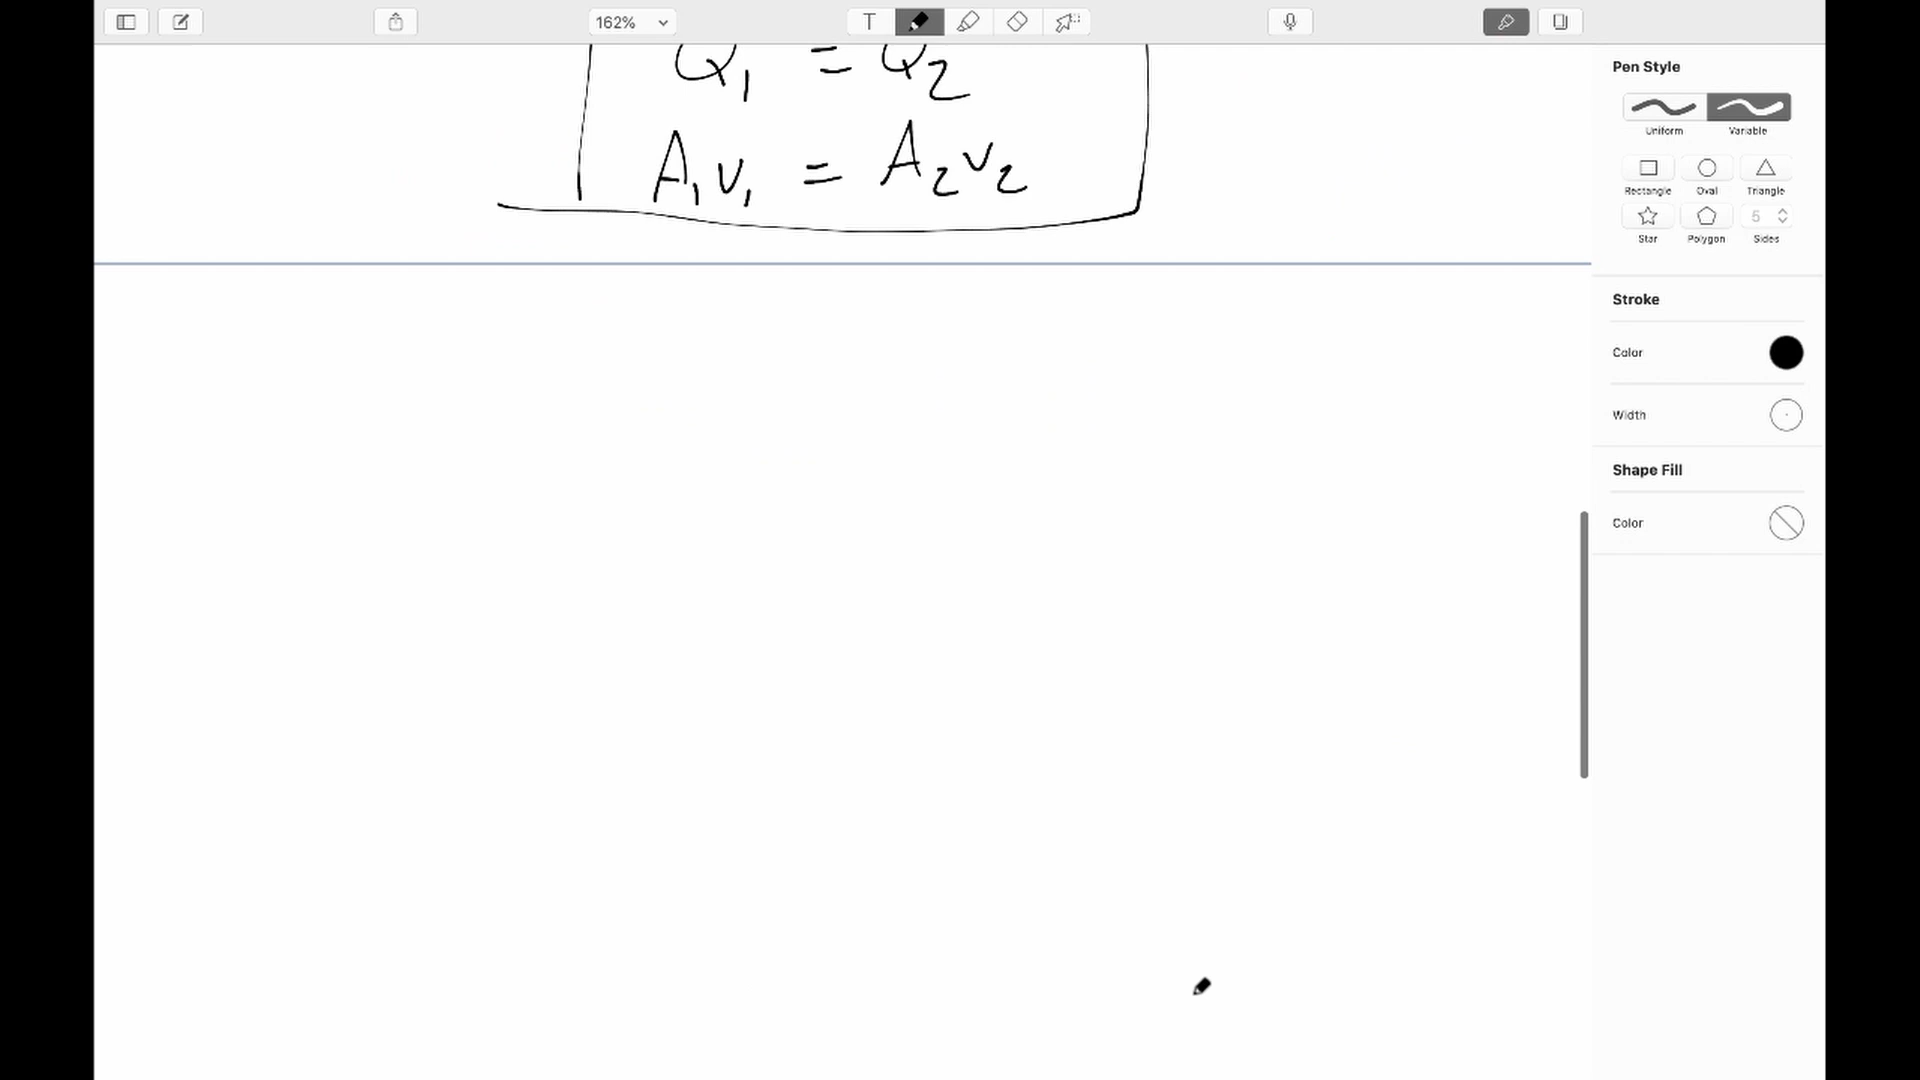 162%
T
Q₁ = Q₂
A₁v₁ = A₂v₂
Pen Style
Uniform Variable
Rectangle Oval Triangle
5
Star Polygon Sides
Stroke
Color
Width
Shape Fill
Color